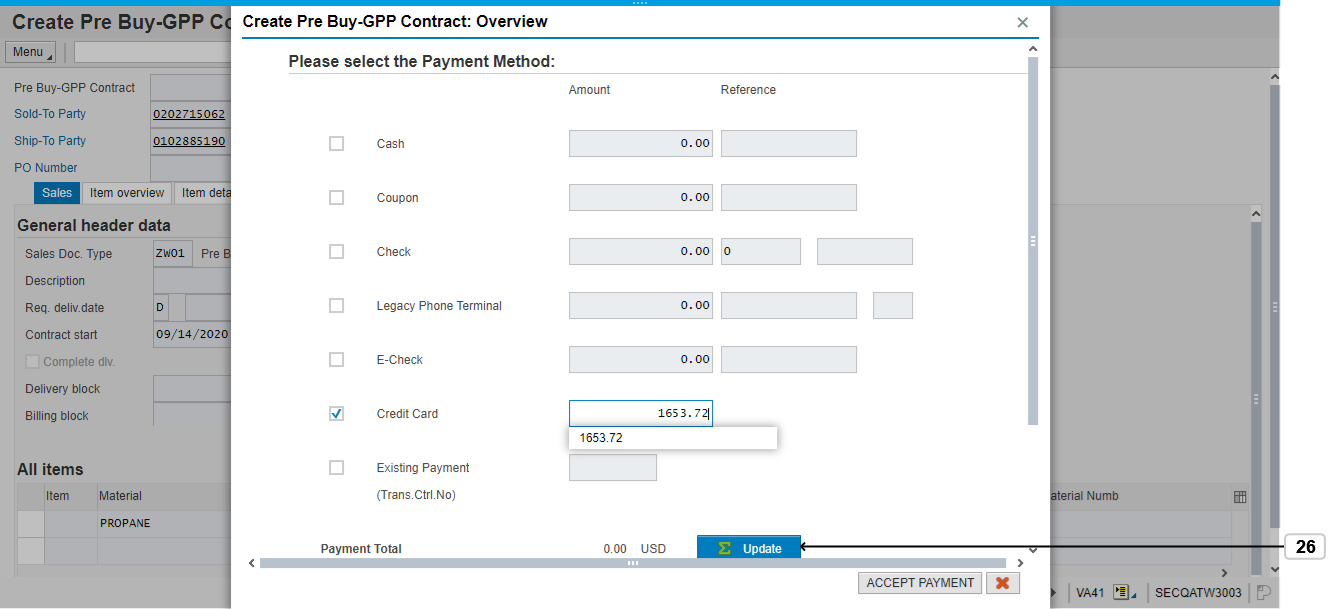 Create Pre Buy-GPP Co
Create Pre Buy-GPP Contract: Overview
Menu
Please select the Payment Method:
Amount Reference
Pre Buy-GPP Contract
Sold-To Party 0202715062
Ship-To Party 0102885190
PO Number
Sales Item overview Item deta
General header data
Sales Doc. Type ZWO1 Pre B
Description
Req. deliv.date D
Contract start 09/14/2020
Complete dlv.
Delivery block
Billing block
All items
Item Material
PROPANE
Cash 0.00
Coupon 0.00
Check 0.00 0
Legacy Phone Terminal 0.00
E-Check 0.00
Credit Card 1653.72
1653.72
Existing Payment
(Trans.Ctrl.No)
Payment Total 0.00 USD Update
ACCEPT PAYMENT
aterial Numb
26
VA41 SECQATW3003